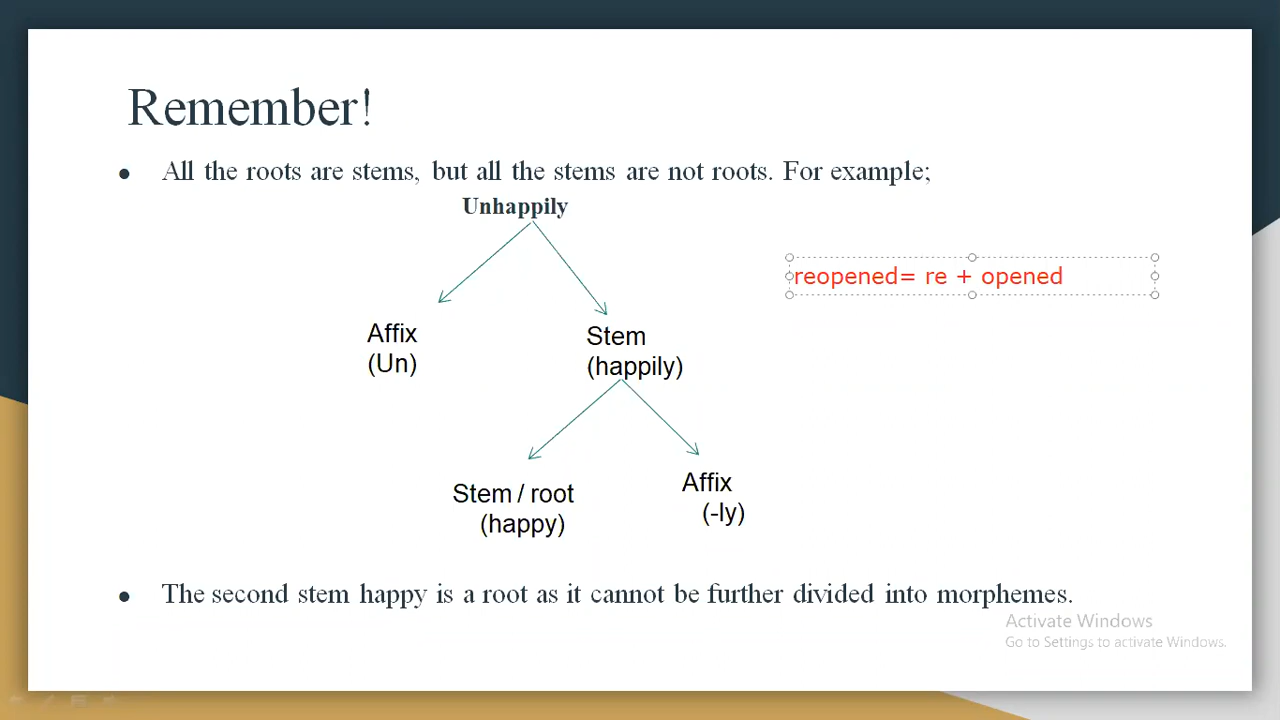 Remember!
● All the roots are stems, but all the stems are not roots. For example;
Unhappily
reopened= re + opened
Affix
(Un)
Stem
(happily)
Stem / root
(happy)
Affix
(-ly)
● The second stem happy is a root as it cannot be further divided into morphemes.
Activate Windows
Go to Settings to activate Windows.